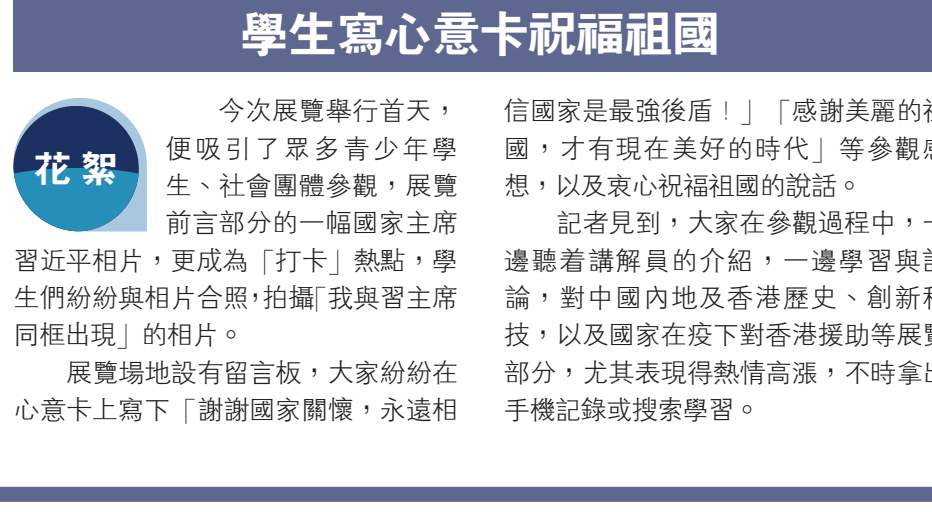 學生寫心意卡祝福祖國
花絮
今次展覽舉行首天，
便吸引了眾多青少年學
生、社會團體參觀，展覽
前言部分的一幅國家主席
習近平相片，更成為「打卡」熱點，學
生們紛紛與相片合照，拍攝「我與習主席
同框出現」的相片。
展覽場地設有留言板，大家紛紛在
心意卡上寫下「謝謝國家關懷，永遠相
信國家是最強後盾！」「感謝美麗的祖
國，才有現在美好的時代」等參觀感
想，以及衷心祝福祖國的說話。
記者見到，大家在參觀過程中，一
邊聽着講解員的介紹，一邊學習與討
論，對中國內地及香港歷史、創新科
技，以及國家在疫下對香港援助等展覽
部分，尤其表現得熱情高漲，不時拿出
手機記錄或搜索學習。